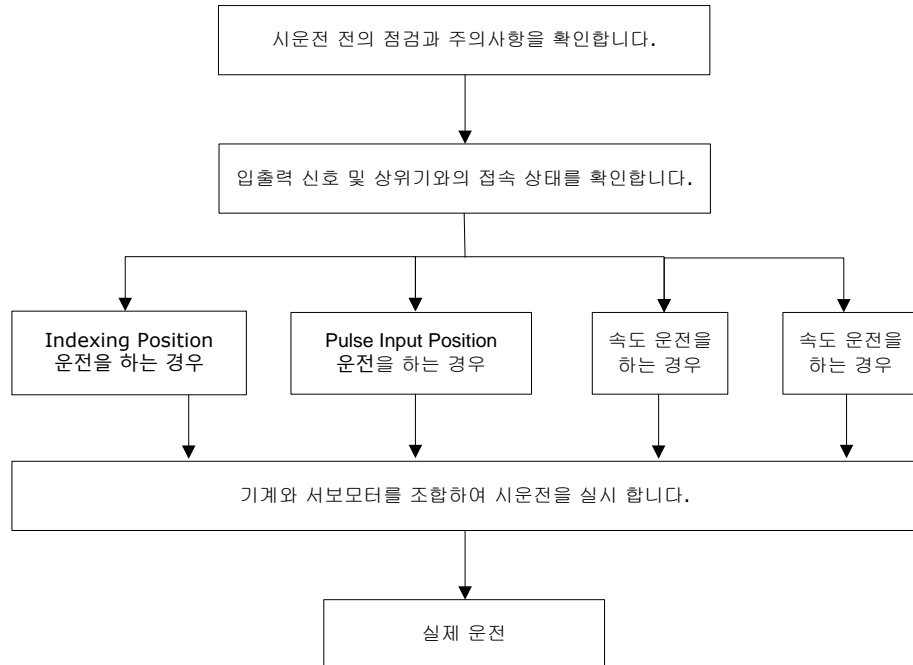 시운전 전의 점검과 주의사항을 확인합니다.
입출력 신호 및 상위기와의 접속 상태를 확인합니다.
Indexing Position
운전을 하는 경우
Pulse Input Position
운전을 하는 경우
속도 운전을
하는 경우
속도 운전을
하는 경우
기계와 서보모터를 조합하여 시운전을 실시 합니다.
실제 운전